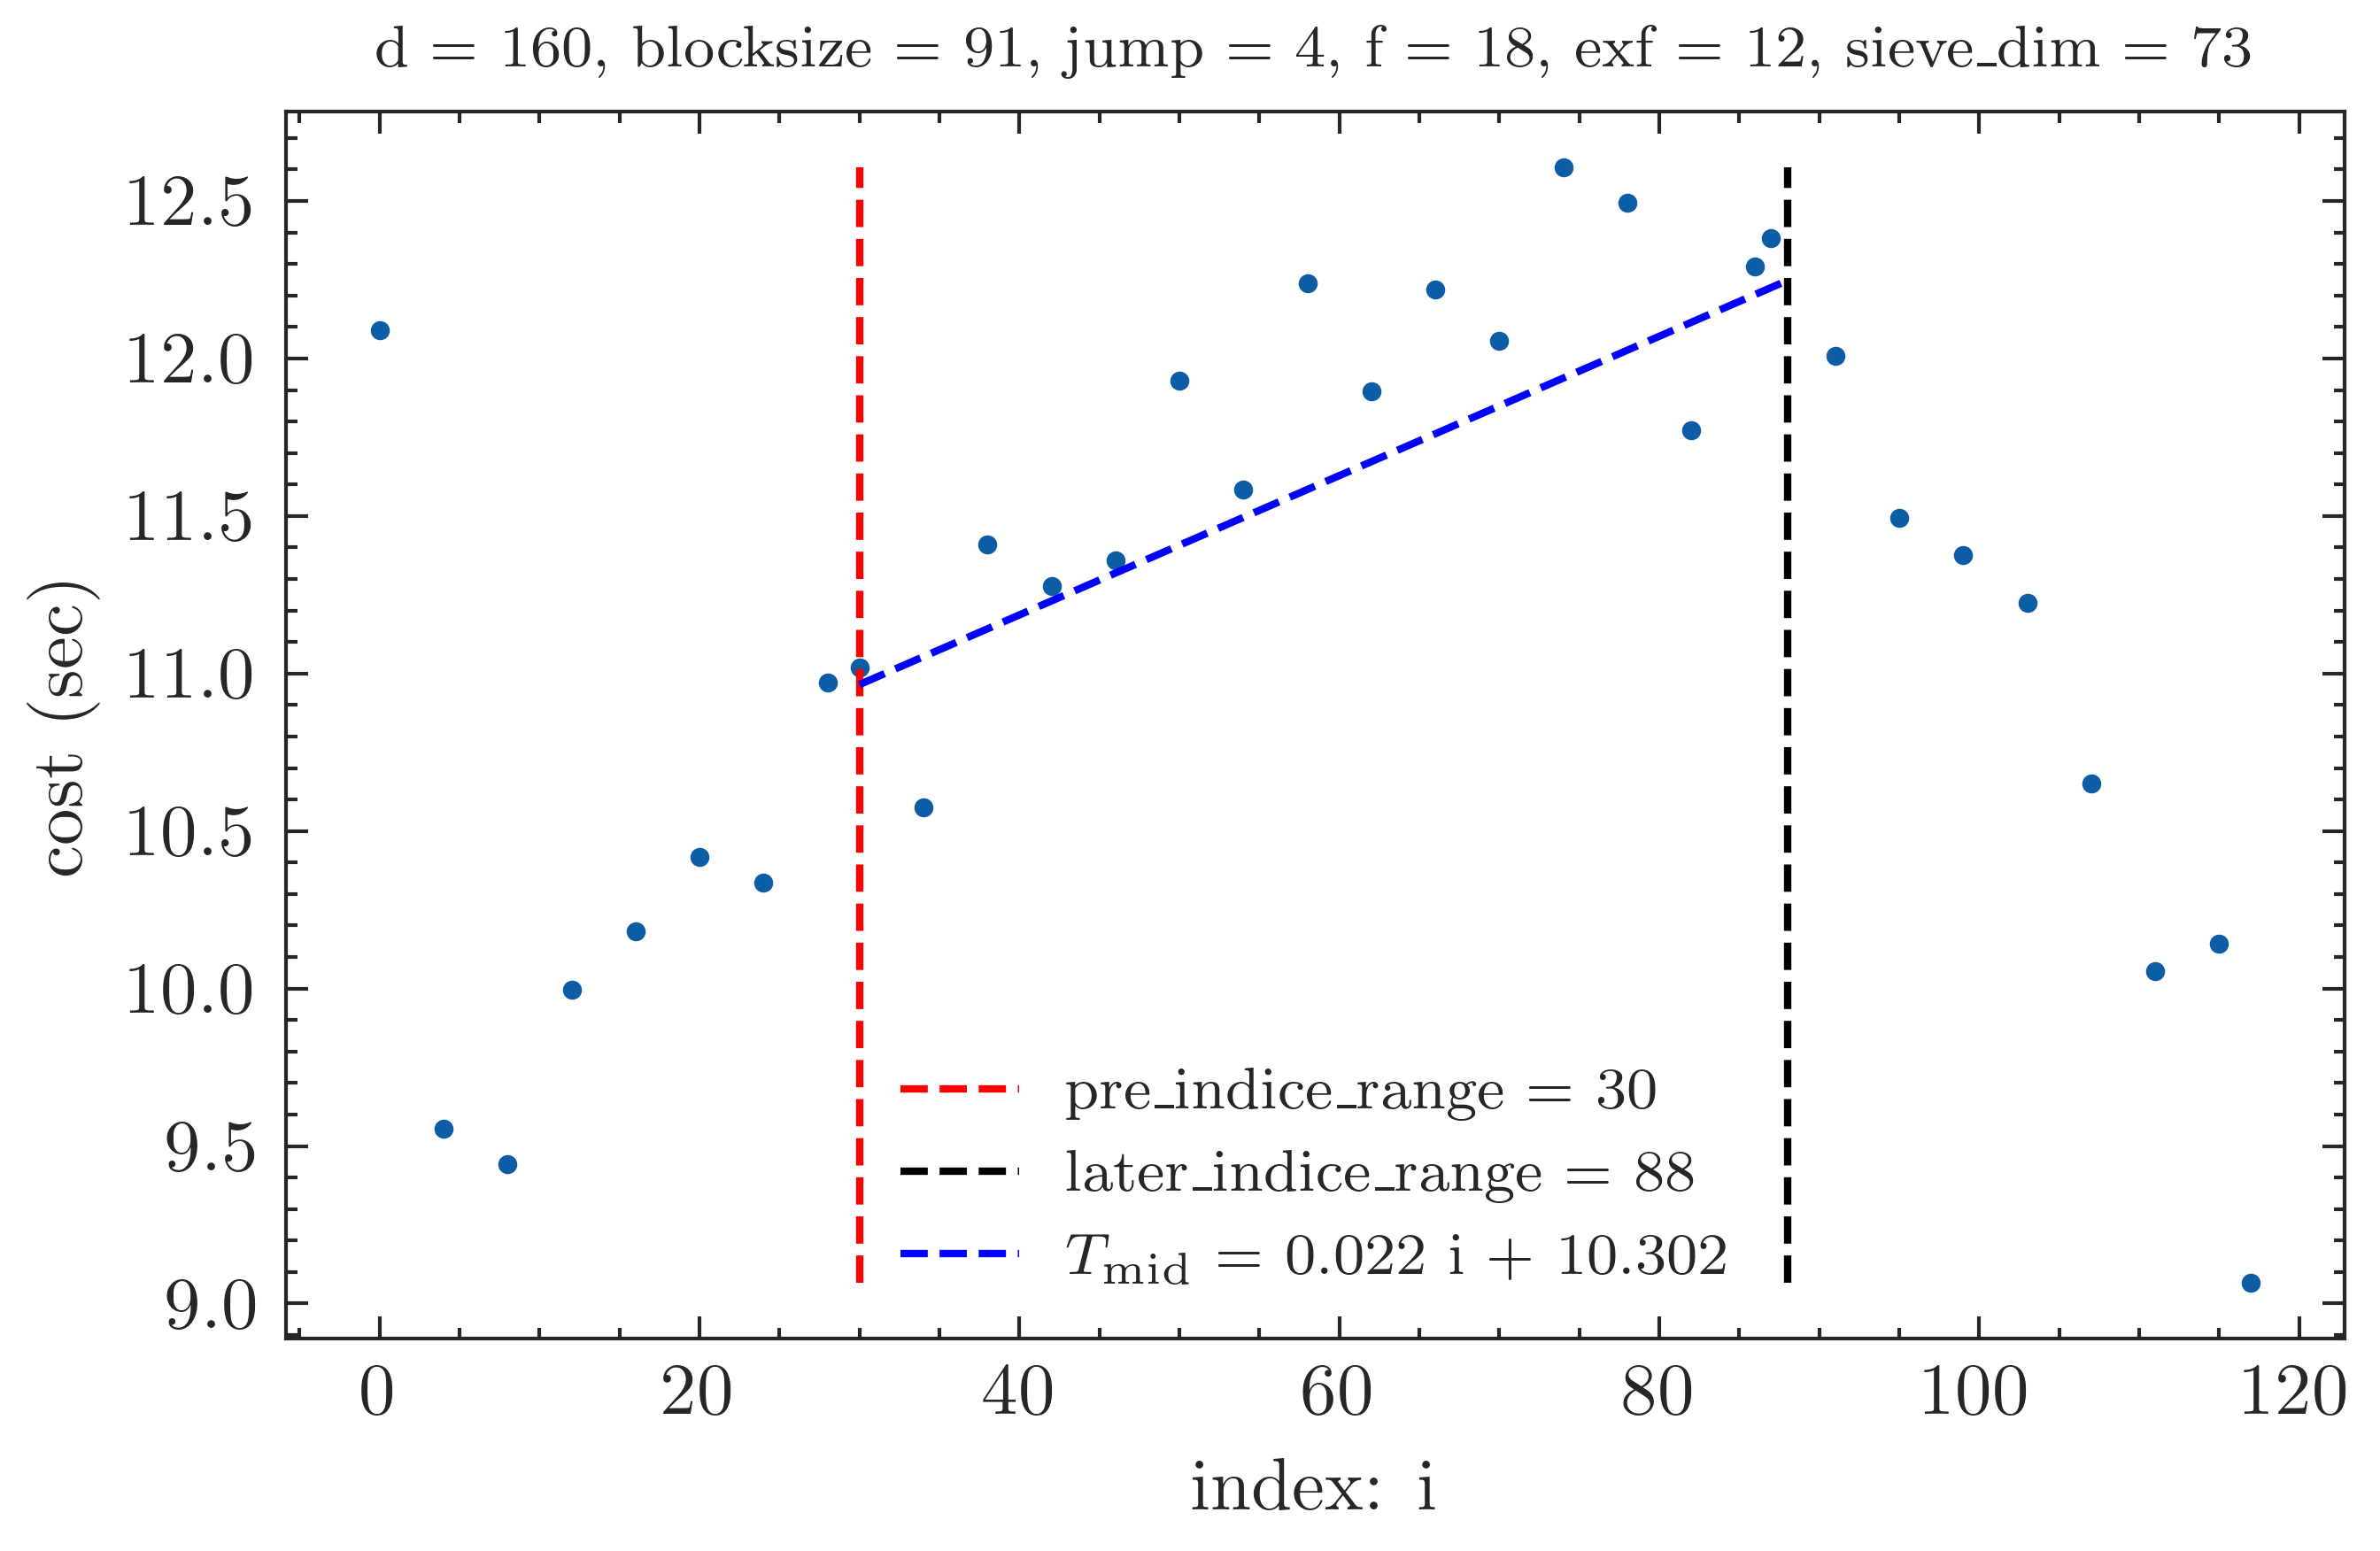 d = 160, blocksize = 91, jump = 4, f = 18, exf = 12, sieve_dim = 73
cost (sec)
12.5
12.0
11.5
11.0
10.5
10.0
9.5
9.0
pre_indice_range = 30
later_indice_range = 88
T_mid = 0.022 i + 10.302
0 20 40 60 80 100 120
index: i